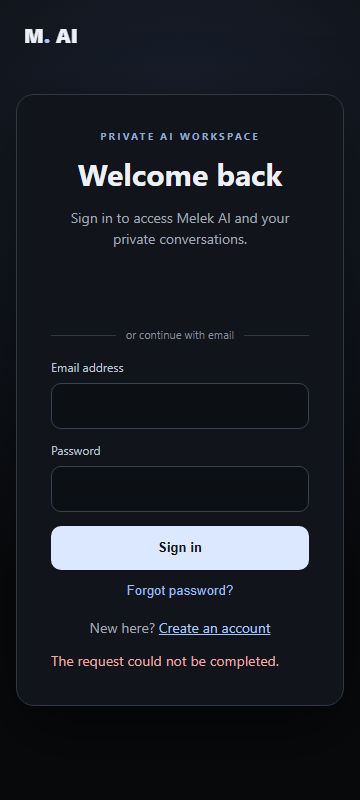 M. AI
PRIVATE AI WORKSPACE
Welcome back
Sign in to access Melek AI and your
private conversations.
or continue with email
Email address
Password
Sign in
Forgot password?
New here? Create an account
The request could not be completed.